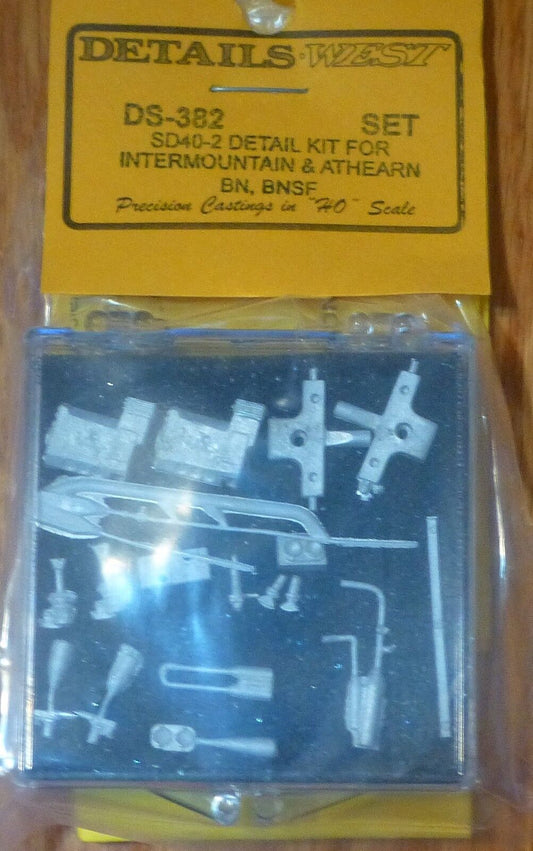 DETAILS WEST
DS-382 SET
SD40-2 DETAIL KIT FOR
INTERMOUNTAIN & ATHEARN
BN, BNSF
Precision Castings in "HO" Scale